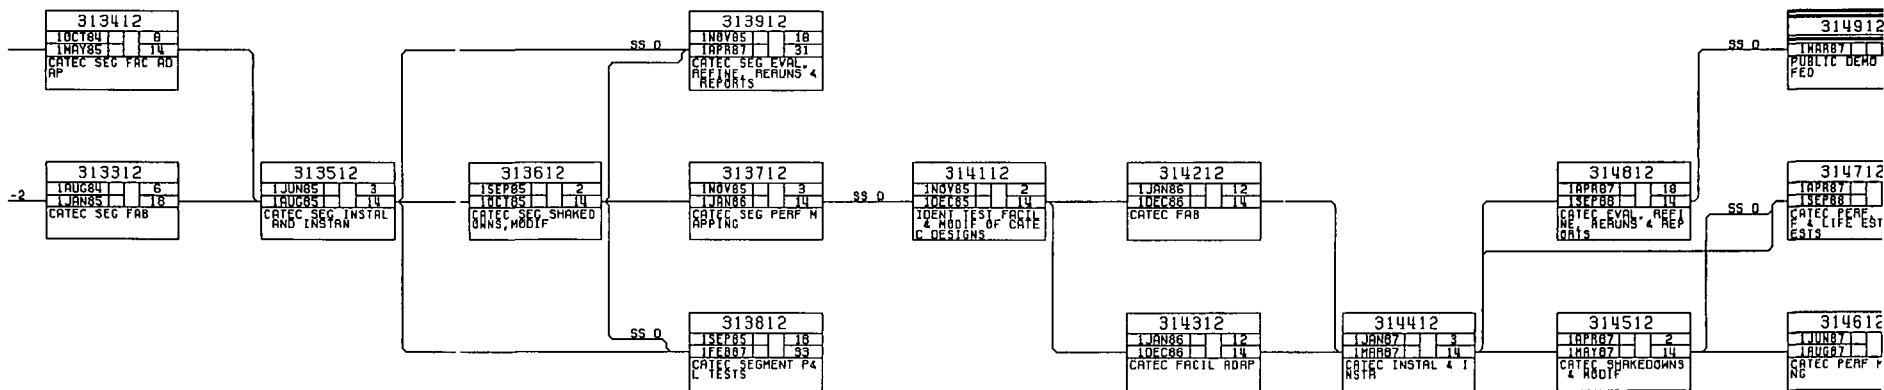 313412
1OCT84 8
1MAY85 14
CATEC SEG FAC AD
AP
313912
1NOV85 18
1APR87 31
CATEC SEG EVAL,
REFINE, RERUNS &
REPORTS
SS 0
314912
1MAR87
PUBLIC DEMO
FED
SS 0
-2
313312
1AUG84 6
1JAN85 18
CATEC SEG FAB
313512
1JUN85 3
1AUG85 14
CATEC SEG INSTAL
AND INSTRN
313612
1SEP85 2
1OCT85 14
CATEC SEG SHAKED
OWNS,MODIF
313712
1NOV85 3
1JAN86 14
CATEC SEG PERF M
APPING
SS 0
314112
1NOV85 2
1DEC85 14
IDENT TEST FACIL
& MODIF OF CATE
C DESIGNS
314212
1JAN86 12
1DEC86 14
CATEC FAB
314812
1APR87 18
1SEP88 14
CATEC EVAL, REFI
NE, RERUNS & REP
ORTS
SS 0
314712
1APR87
1SEP88
CATEC PERF,
F & LIFE EST
ESTS
SS 0
313812
1SEP85 18
1FEB87 33
CATEC SEGMENT P&
L TESTS
314312
1JAN86 12
1DEC86 14
CATEC FACIL ADAP
314412
1JAN87 3
1MAR87 14
CATEC INSTAL & I
NSTR
314512
1APR87 2
1MAY87 14
CATEC SHAKEDOWNS
& MODIF
314612
1JUN87
1AUG87
CATEC PERF M
NG